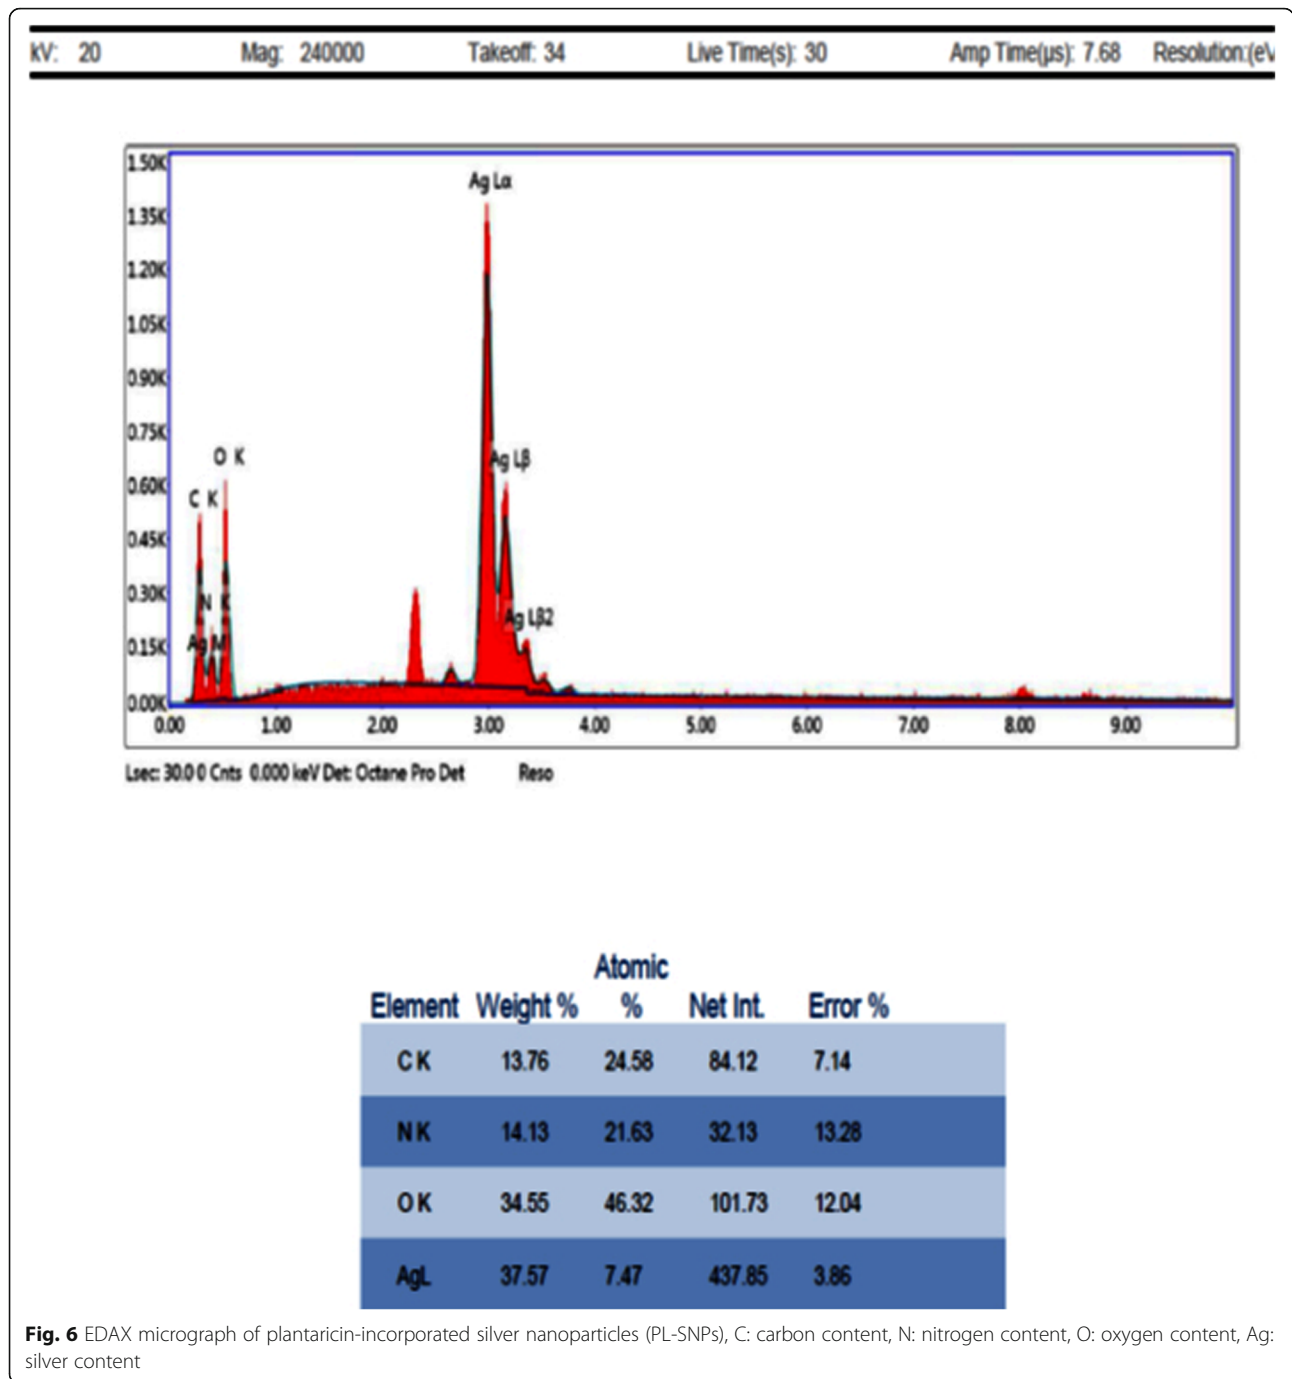 kV: 20 Mag: 240000 Takeoff: 34 Live Time(s): 30 Amp Time(µs): 7.68 Resolution:(eV
1.50K
1.35K
1.20K
1.05K
0.90K
0.75K
0.60K
0.45K
0.30K
0.15K
0.00K
Ag Lα
Ag Lβ
Ag Lβ2
O K
C K
N K
Ag M
0.00 1.00 2.00 3.00 4.00 5.00 6.00 7.00 8.00 9.00
Lsec: 30.0 0 Cnts 0.000 keV Det: Octane Pro Det Reso
Element Weight % Atomic % Net Int. Error %
C K 13.76 24.58 84.12 7.14
N K 14.13 21.63 32.13 13.28
O K 34.55 46.32 101.73 12.04
AgL 37.57 7.47 437.85 3.86
Fig. 6 EDAX micrograph of plantaricin-incorporated silver nanoparticles (PL-SNPs), C: carbon content, N: nitrogen content, O: oxygen content, Ag:
silver content